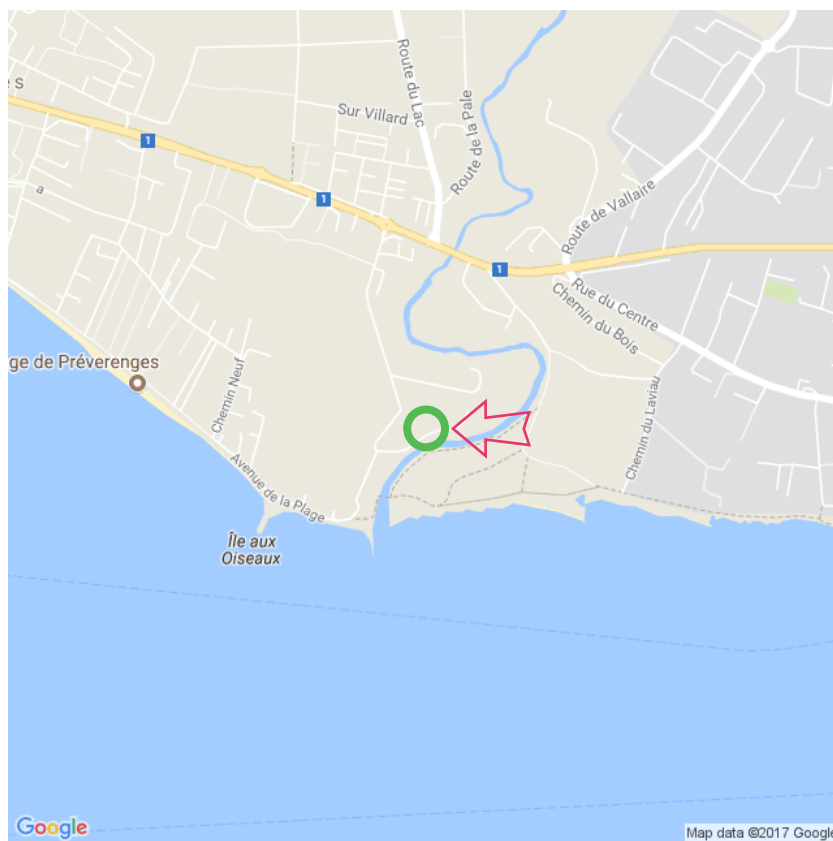 s
Route du Lac
Sur Villard
Route de la Pale
1
a
1
Route de Vallaire
1
Rue du Centre
Chemin du Bois
ge de Préverenges
Chemin Neuf
Chemin du Laviau
Avenue de la Plage
Île aux
Oiseaux
Google
Map data ©2017 Google